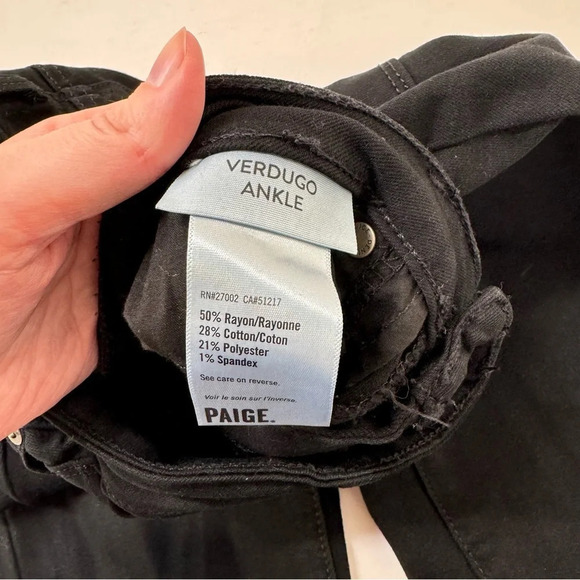 VERDUGO
ANKLE
RN#27002 CA#51217
50% Rayon/Rayonne
28% Cotton/Coton
21% Polyester
1% Spandex
See care on reverse.
Voir le soin sur l'inverse.
PAIGE.